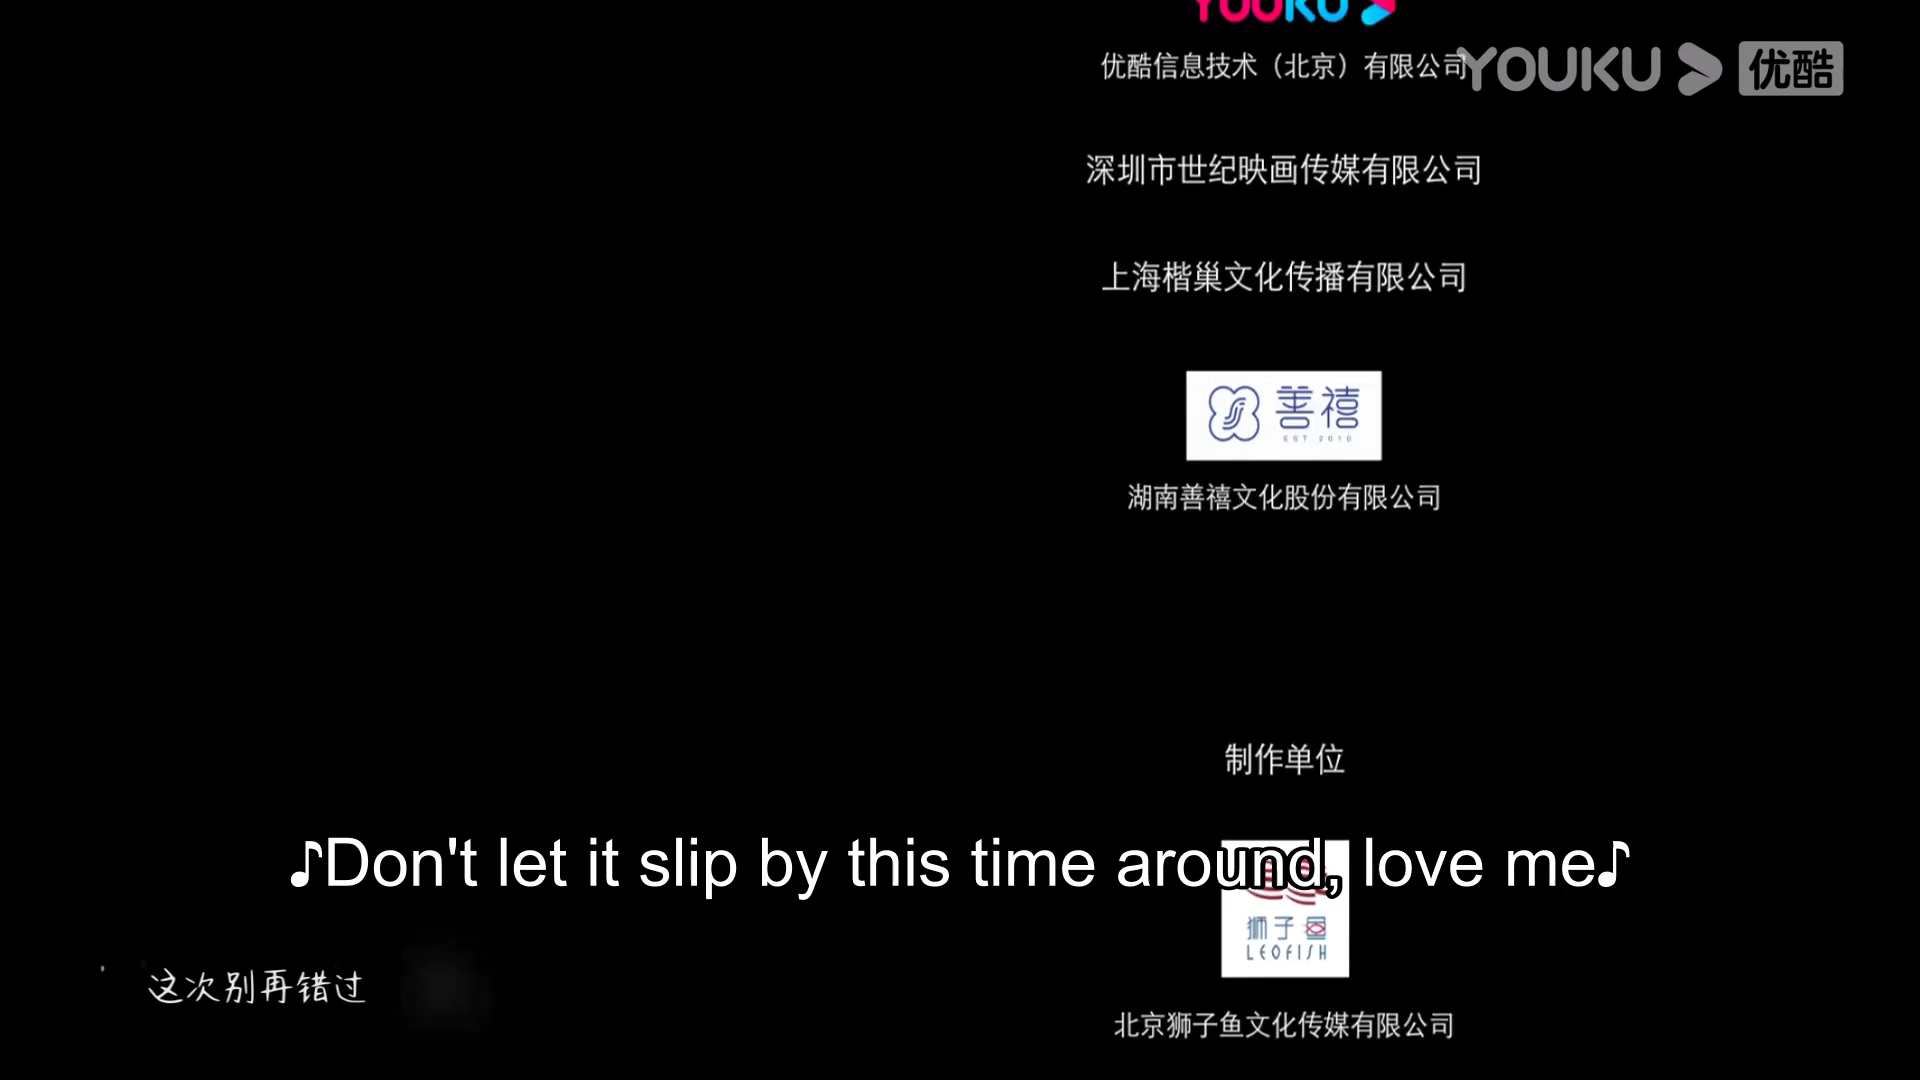 YOUKU
优酷信息技术（北京）有限公司
YOUKU 优酷
深圳市世纪映画传媒有限公司
上海楷巢文化传播有限公司
善禧
EST.2010
湖南善禧文化股份有限公司
制作单位
♪Don't let it slip by this time around, love me♪
狮子鱼
LEOFISH
这次别再错过
北京狮子鱼文化传媒有限公司